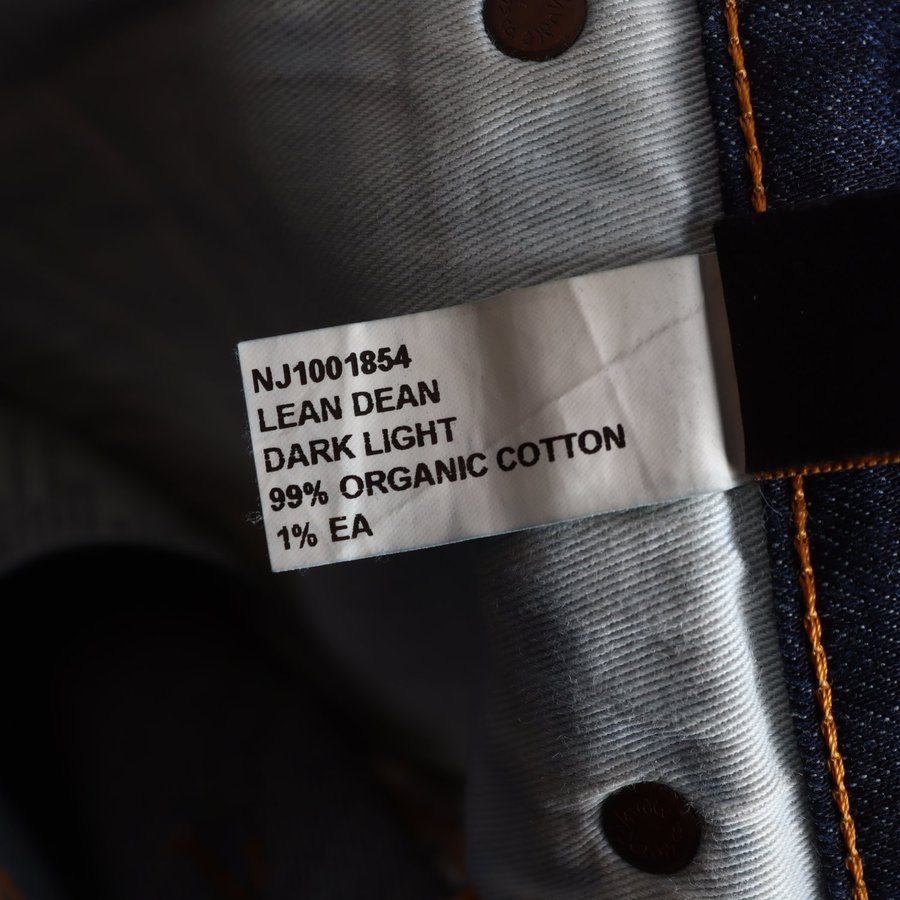 NJ1001854
LEAN DEAN
DARK LIGHT
99% ORGANIC COTTON
1% EA